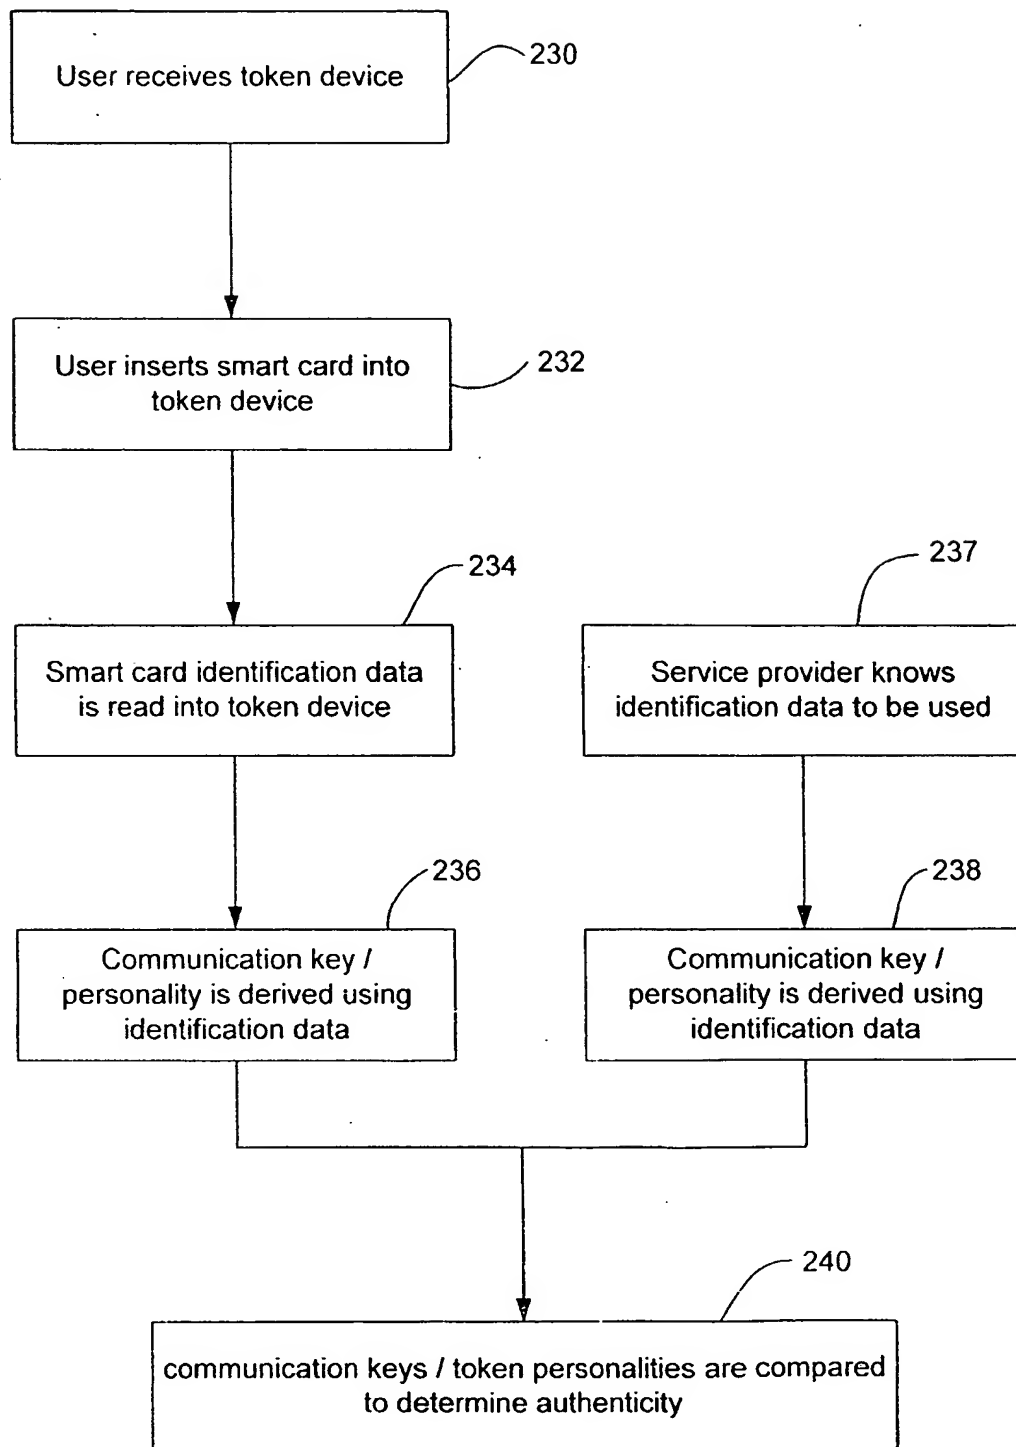 User receives token device
230
User inserts smart card into
token device
232
234
Smart card identification data
is read into token device
237
Service provider knows
identification data to be used
236
Communication key /
personality is derived using
identification data
238
Communication key /
personality is derived using
identification data
240
communication keys / token personalities are compared
to determine authenticity